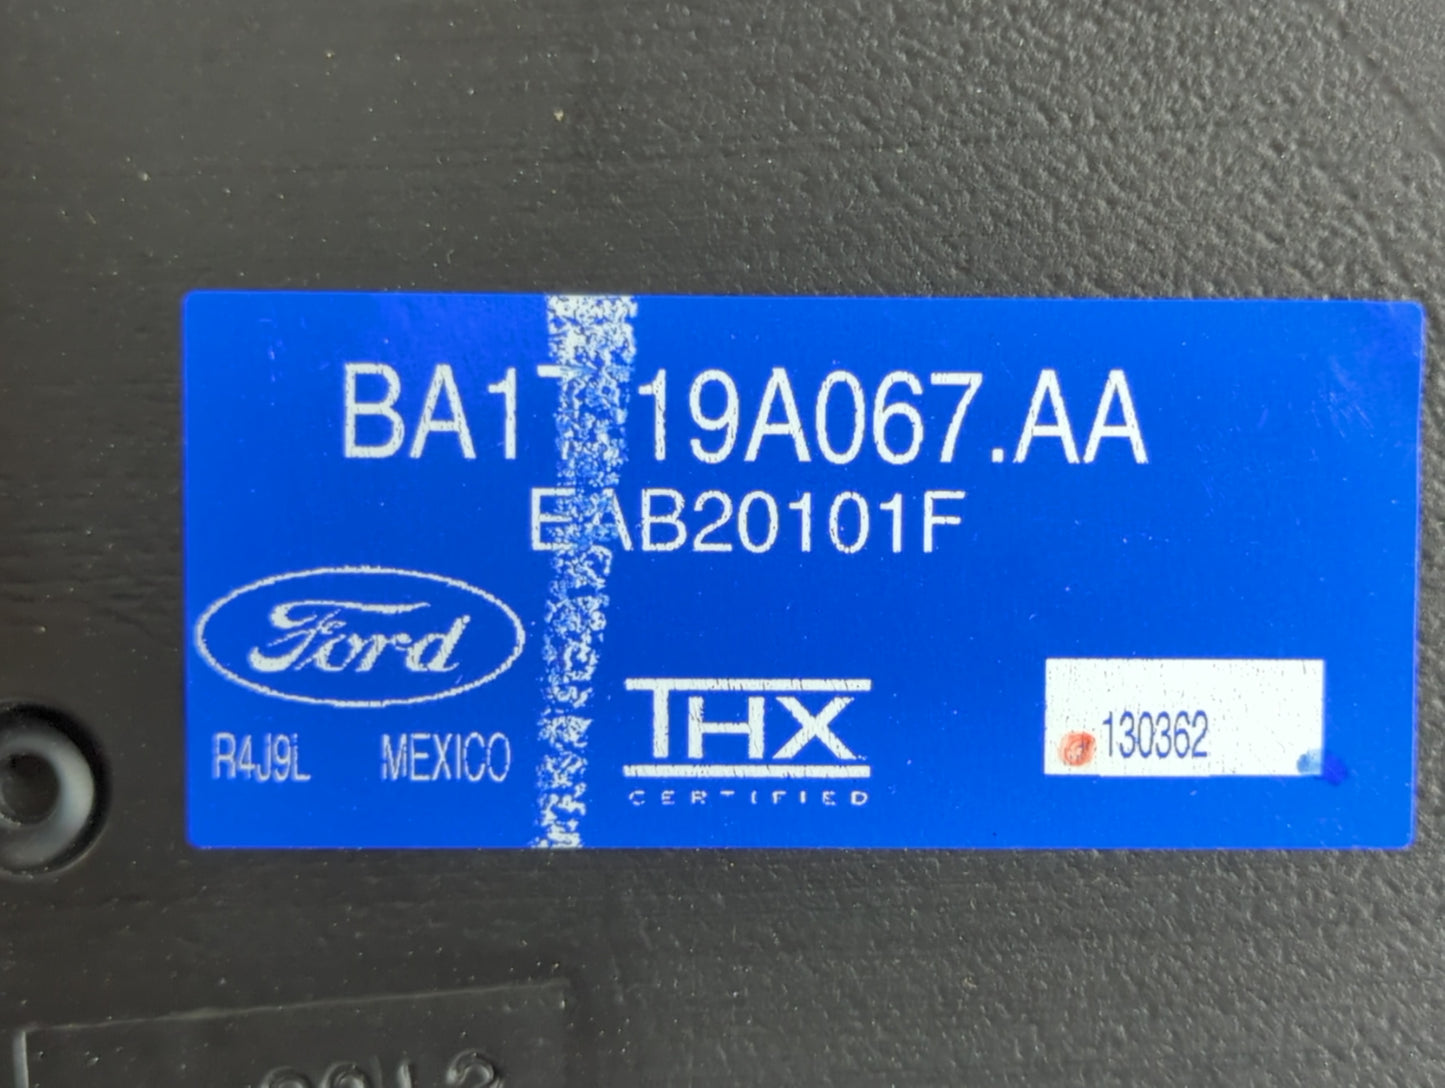 BA1T 19A067.AA
EAB20101F
Ford
R4J9L MEXICO
THX
CERTIFIED
130362